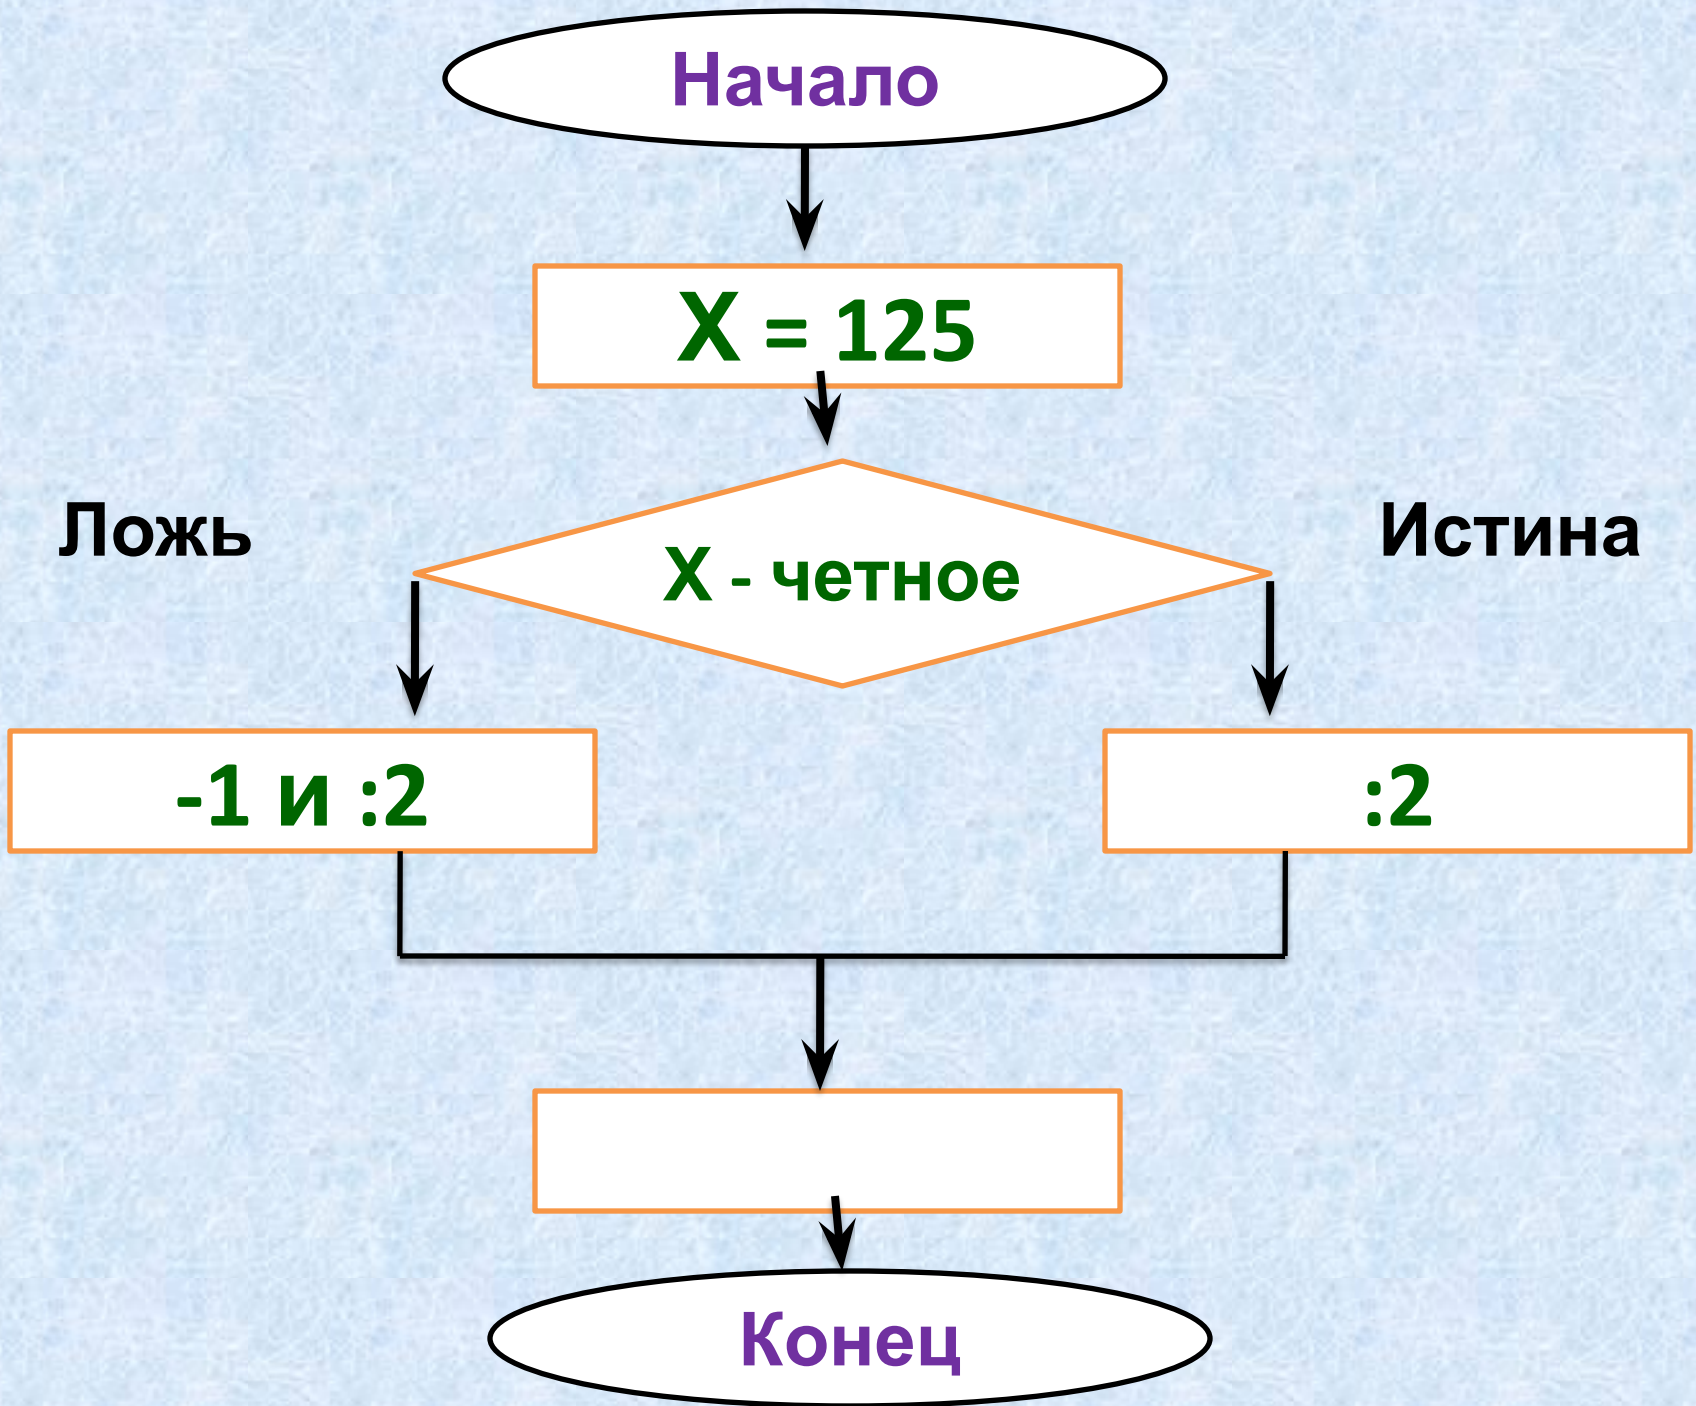 Начало
X = 125
Ложь
Истина
X - четное
-1 и :2
:2
Конец